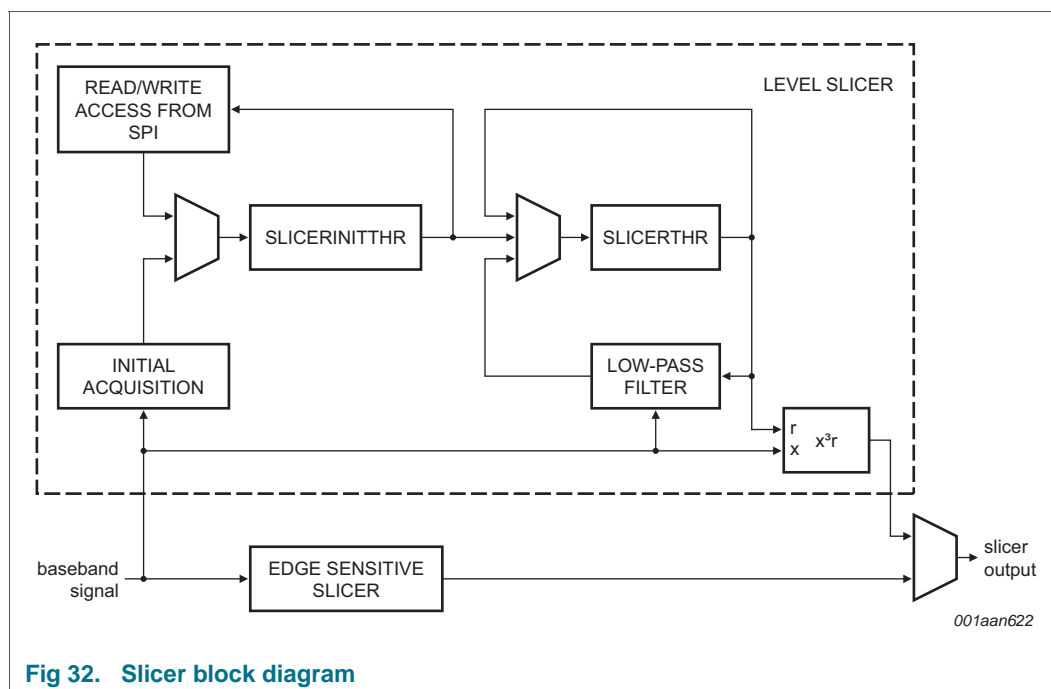 READ/WRITE
ACCESS FROM
SPI
LEVEL SLICER
SLICERINITTHR
SLICERTHR
INITIAL
ACQUISITION
LOW-PASS
FILTER
r
x
x³r
baseband
signal
EDGE SENSITIVE
SLICER
slicer
output
001aan622
Fig 32. Slicer block diagram